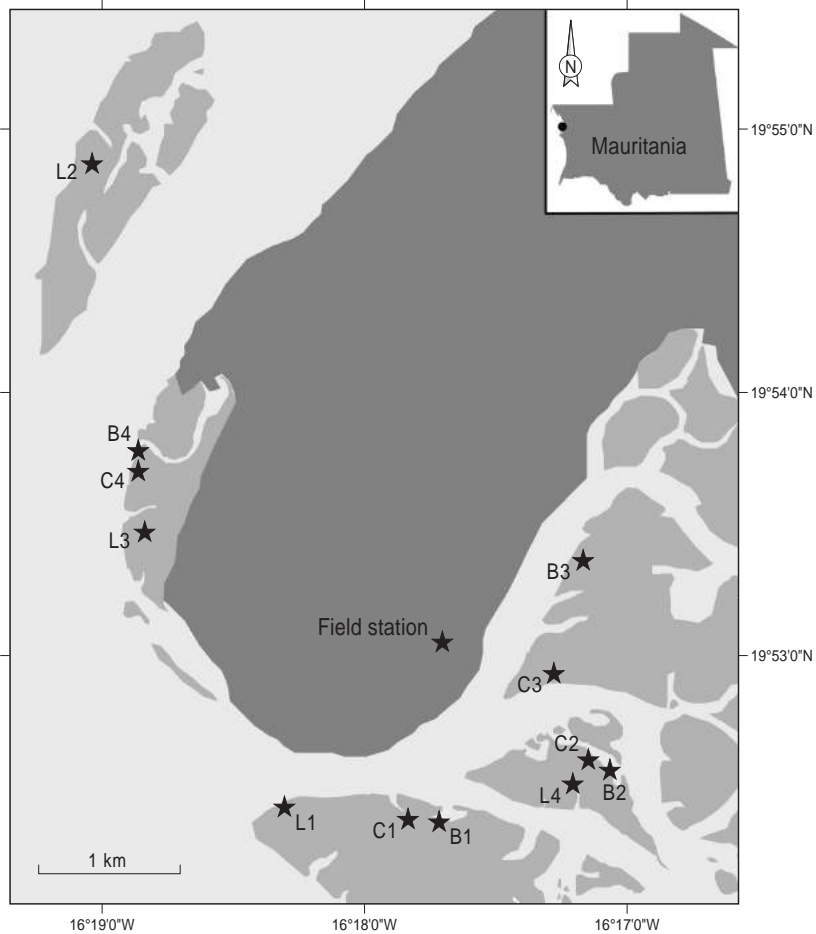 N
Mauritania
19°55'0"N
L2
19°54'0"N
B4
C4
L3
B3
Field station
19°53'0"N
C3
C2
L4
B2
L1
C1
B1
1 km
16°19'0"W
16°18'0"W
16°17'0"W